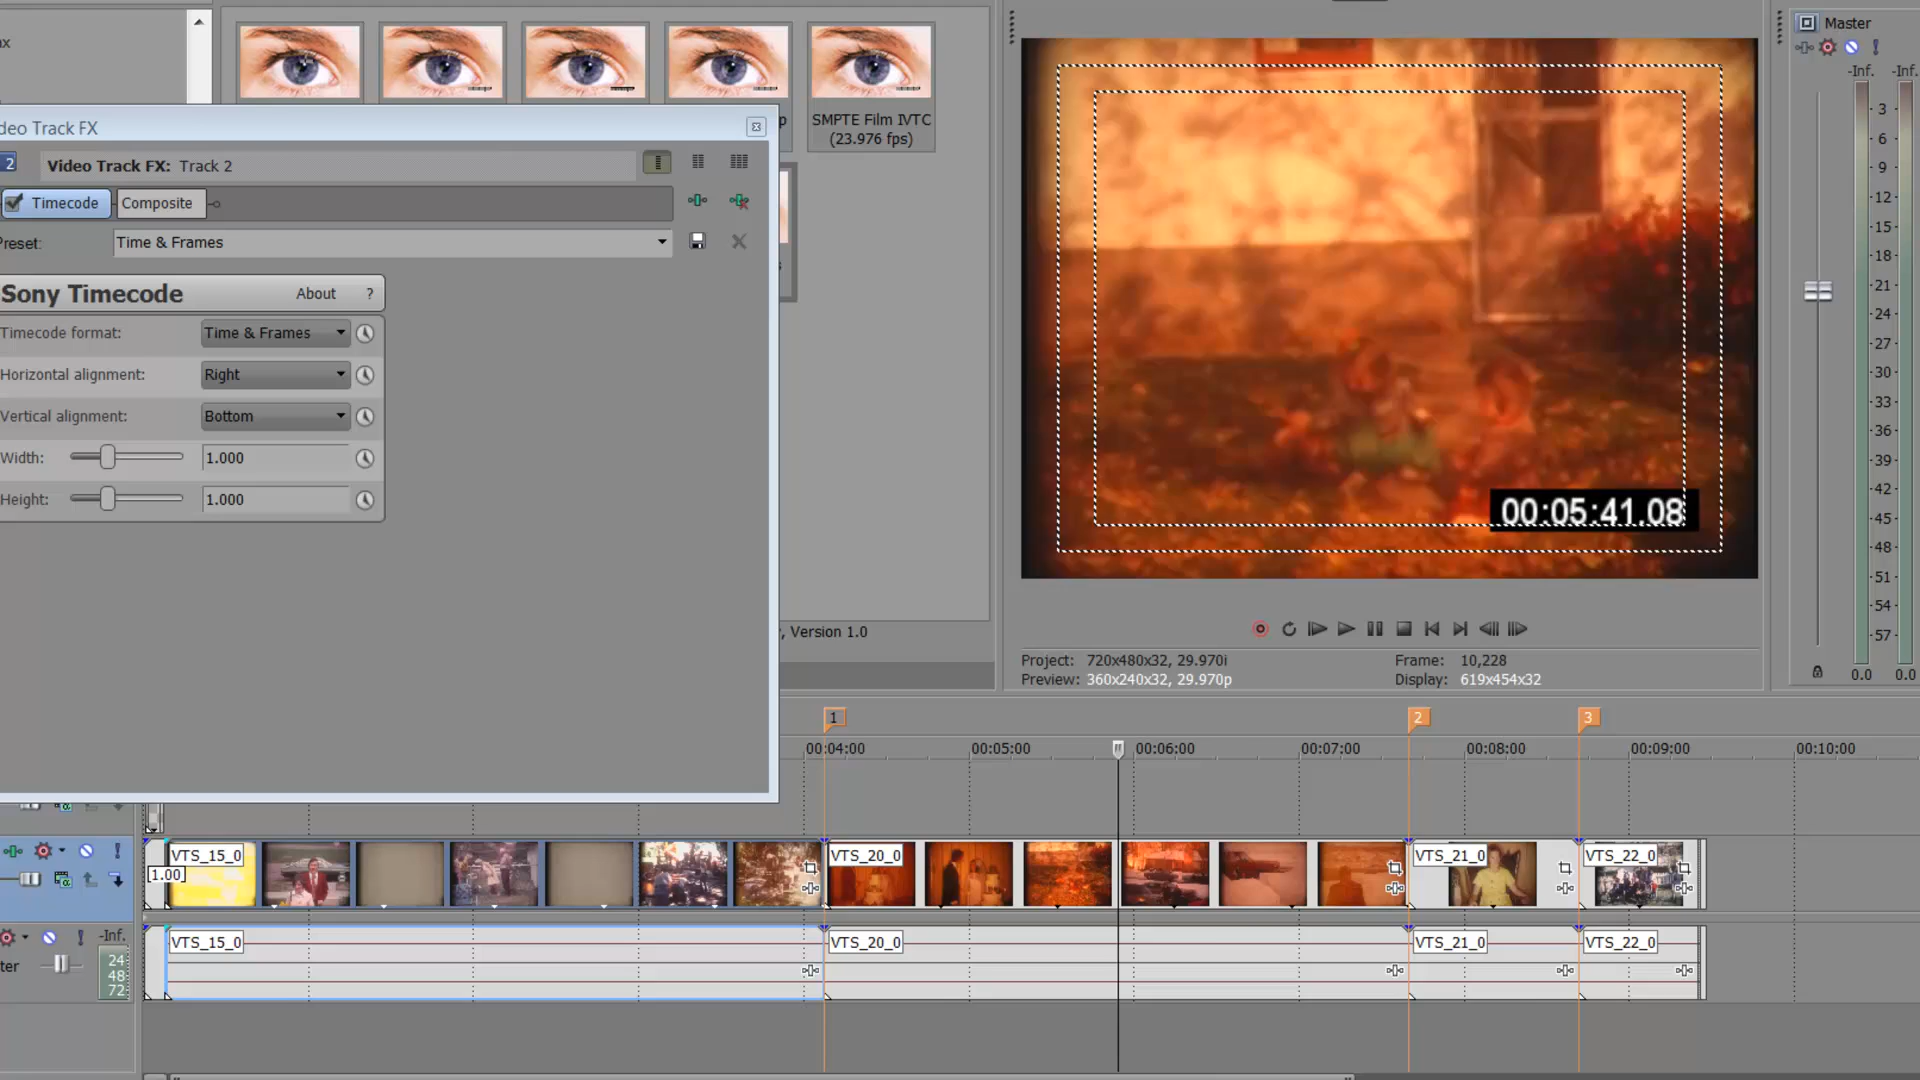 SMPTE Film IVTC
(23.976 fps)
Video Track FX: Track 2
2
Timecode
Composite
Time & Frames
Sony Timecode
About
?
Timecode format:
Time & Frames
Horizontal alignment:
Right
Vertical alignment:
Bottom
Width:
1.000
Height:
1.000
, Version 1.0
00:05:41.08
Project: 720x480x32, 29.970i
Preview: 360x240x32, 29.970p
Frame: 10,228
Display: 619x454x32
Master
-Inf. -Inf.
3
6
9
12
15
18
21
24
27
30
33
36
39
42
45
48
51
54
57
0.0 0.0
1
2
3
00:04:00
00:05:00
00:06:00
00:07:00
00:08:00
00:09:00
00:10:00
VTS_15_0
[1.00]
VTS_20_0
VTS_21_0
VTS_22_0
-Inf.
24
48
72
VTS_15_0
VTS_20_0
VTS_21_0
VTS_22_0